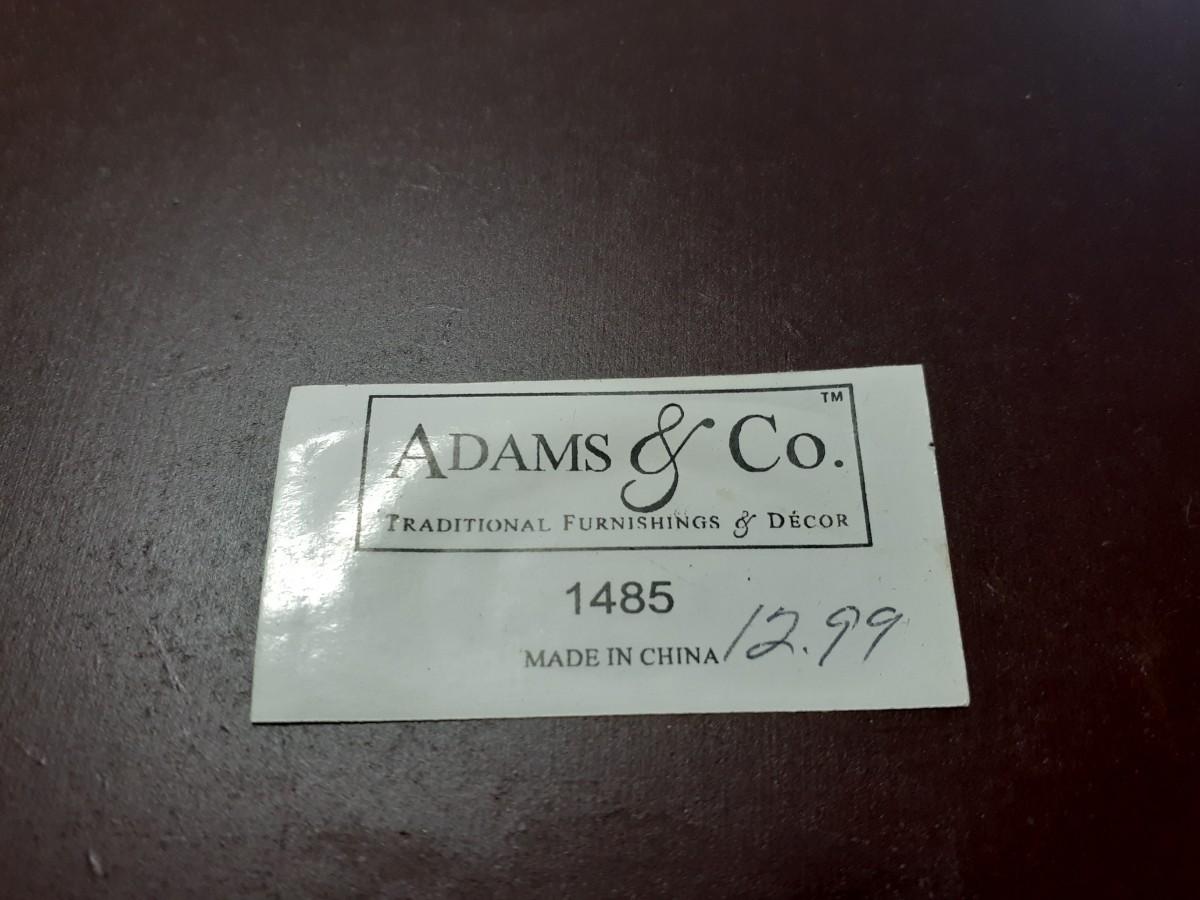 ADAMS & CO.™
TRADITIONAL FURNISHINGS & DÉCOR
1485
MADE IN CHINA 12.99